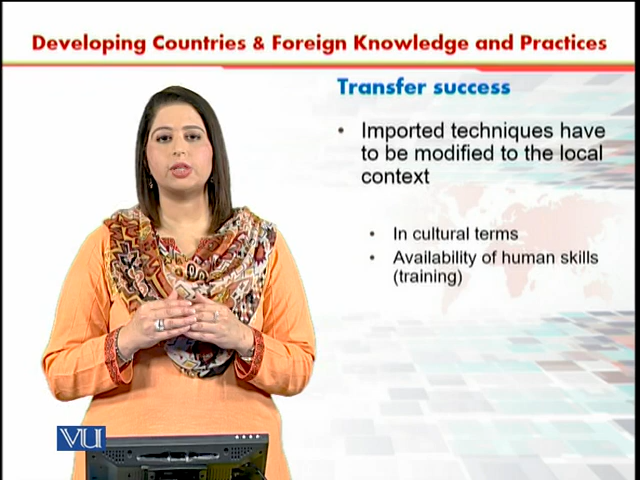 Developing Countries & Foreign Knowledge and Practices
Transfer success
• Imported techniques have
to be modified to the local
context
• In cultural terms
• Availability of human skills
(training)
VU